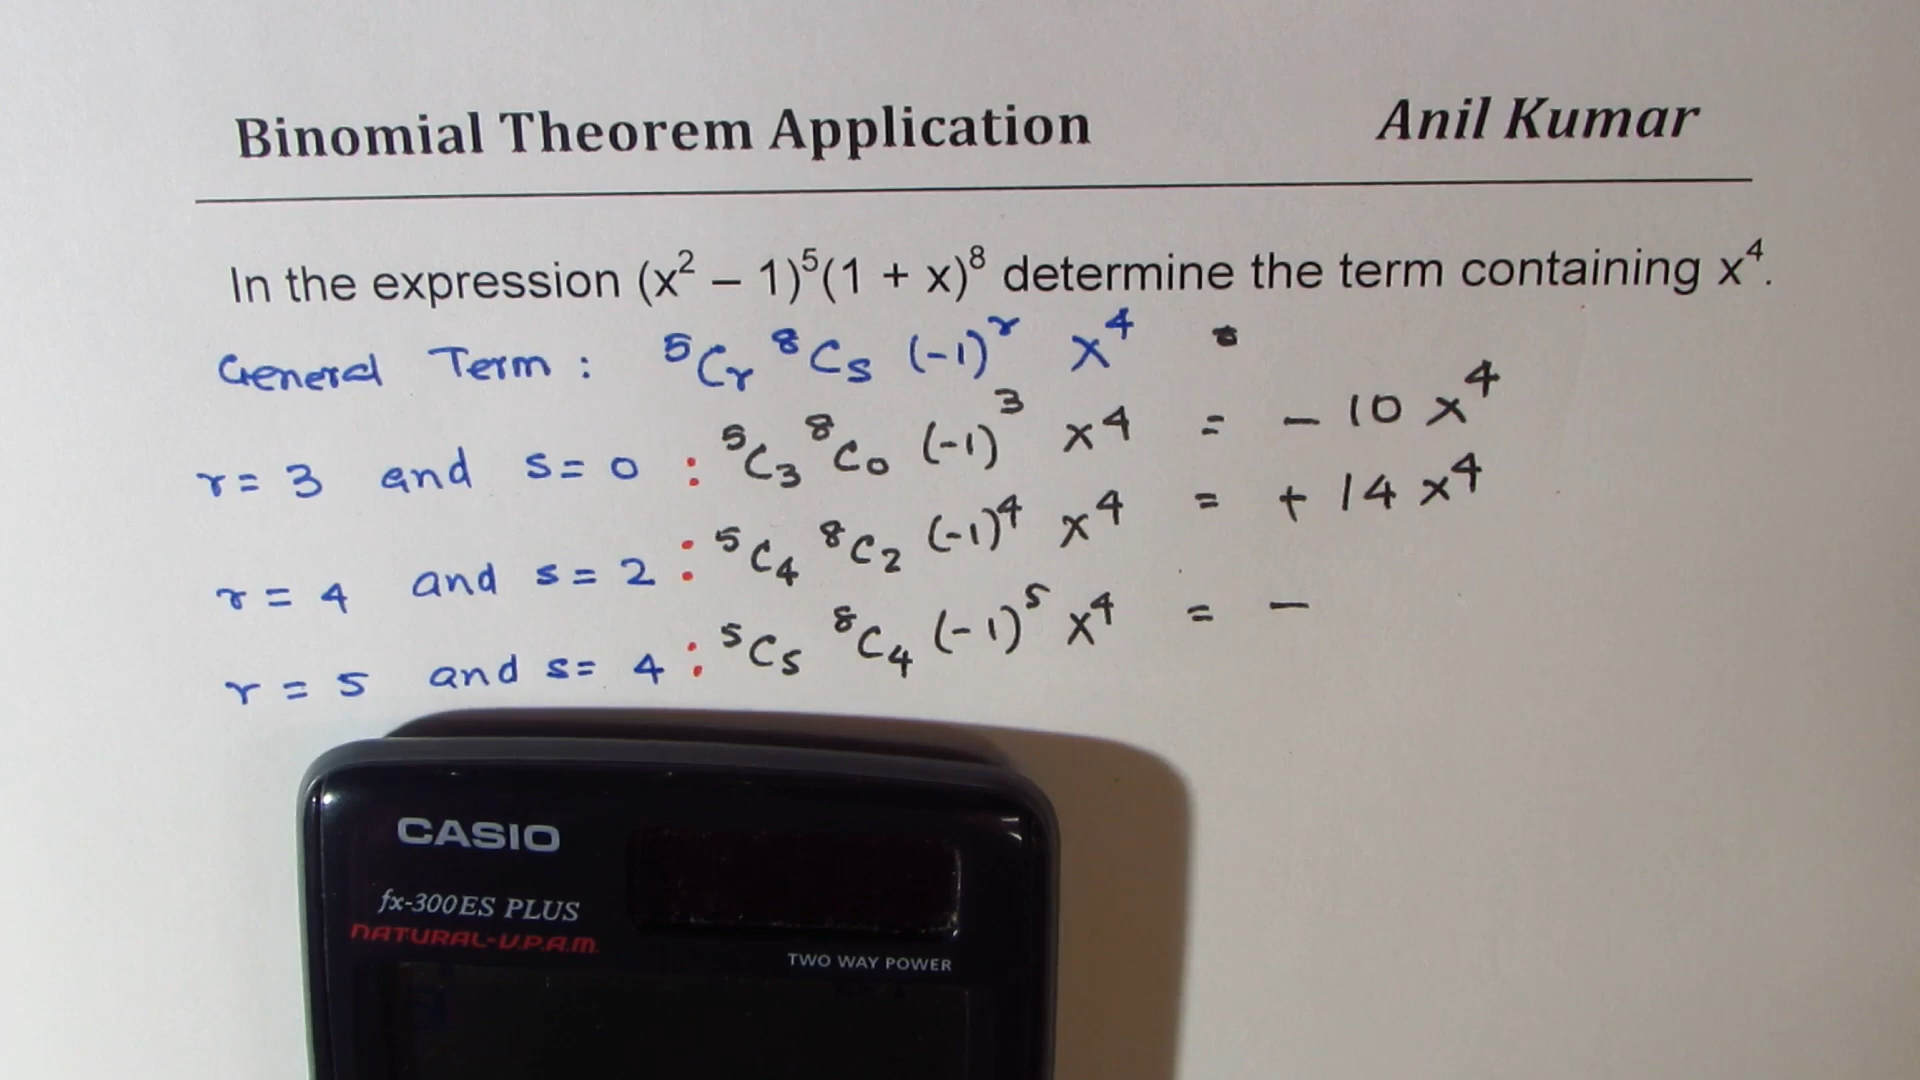 Binomial Theorem Application Anil Kumar
In the expression (x² – 1)⁵(1 + x)⁸ determine the term containing x⁴.
General Term : ⁵Cᵣ ⁸Cₛ (-1)ʳ x⁴
r = 3 and s = 0 : ⁵C₃ ⁸C₀ (-1)³ x⁴ = - 10 x⁴
r = 4 and s = 2 : ⁵C₄ ⁸C₂ (-1)⁴ x⁴ = + 14 x⁴
r = 5 and s = 4 : ⁵C₅ ⁸C₄ (-1)⁵ x⁴ = -
CASIO
fx-300ES PLUS
NATURAL-V.P.A.M.
TWO WAY POWER